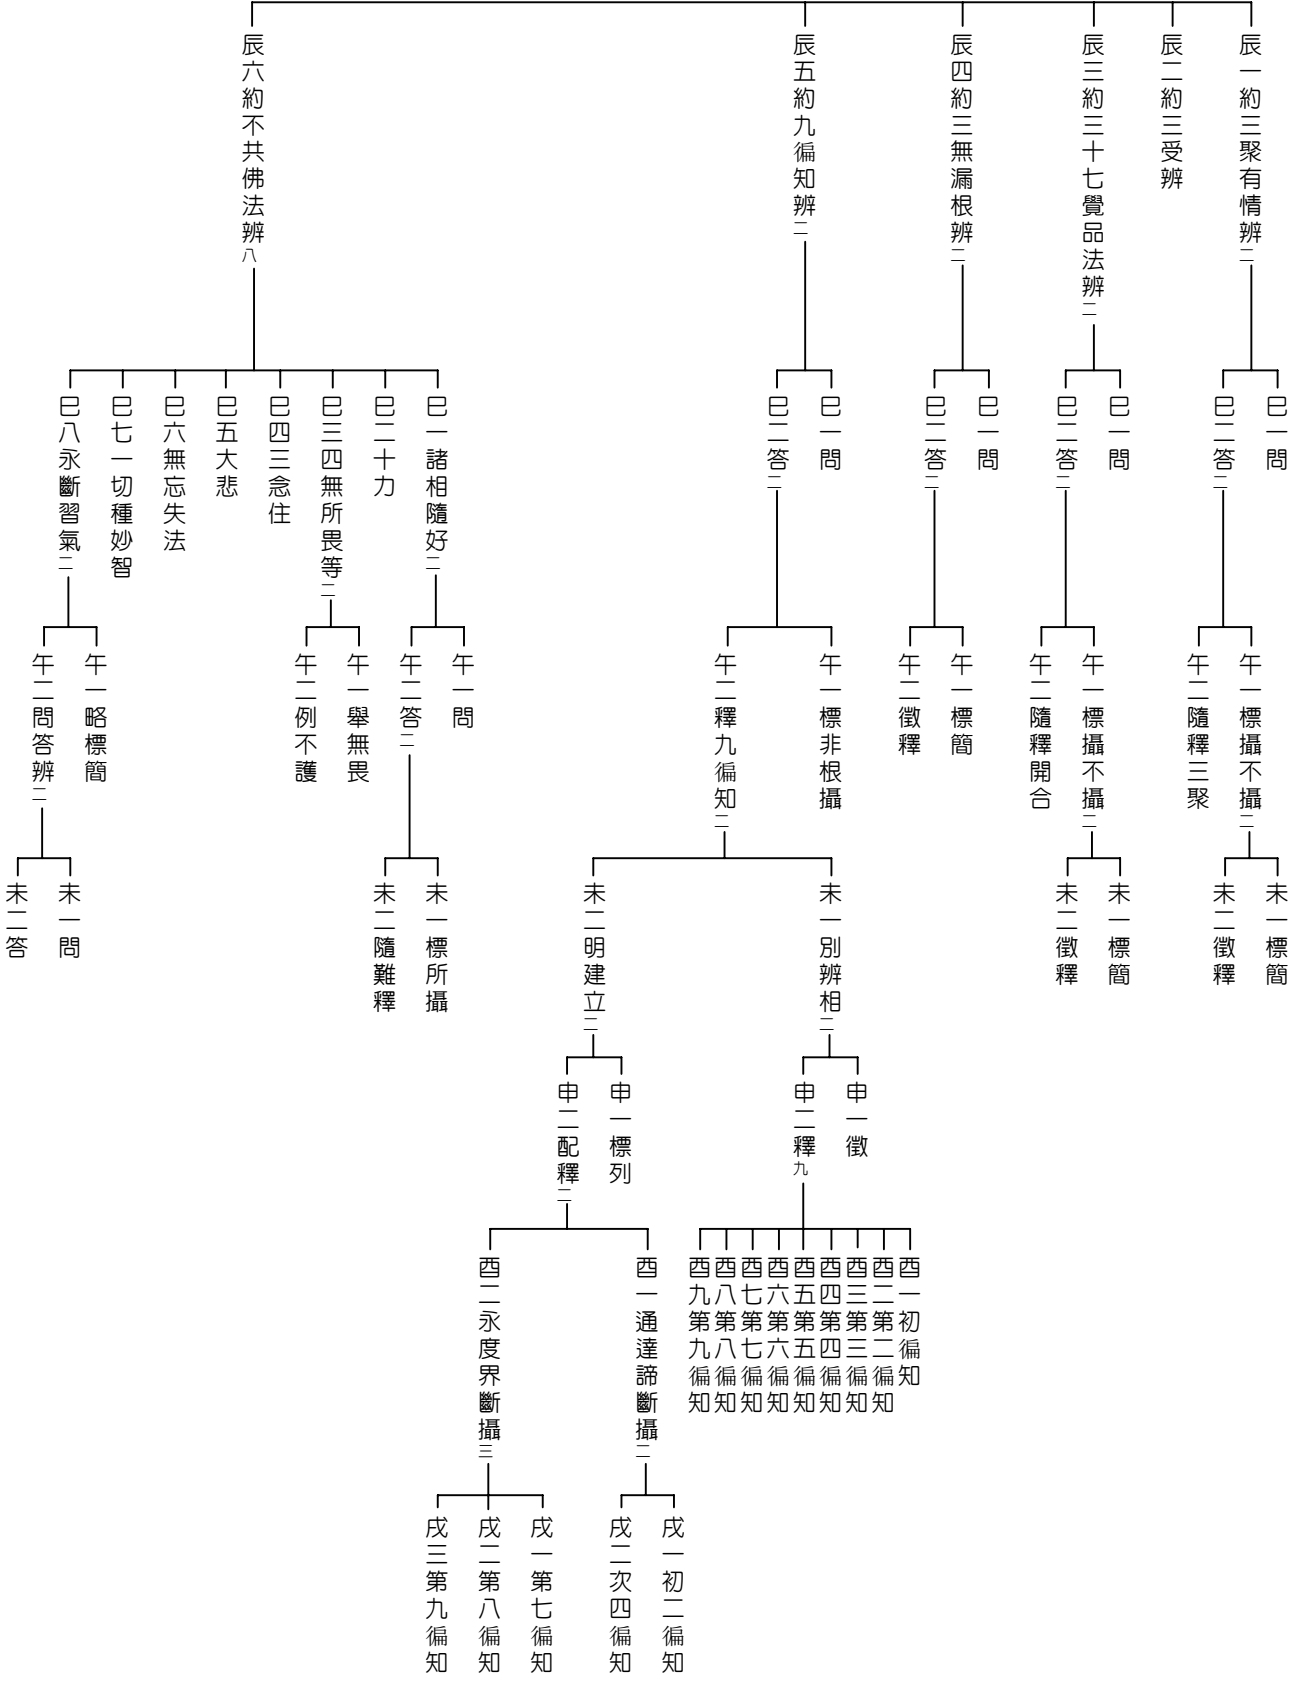 辰一約三聚有情辨二
辰二約三受辨
辰三約三十七覺品法辨二
辰四約三無漏根辨二
辰五約九徧知辨二
辰六約不共佛法辨八
巳一問
巳二答二
巳一問
巳二答二
巳一問
巳二答二
巳一問
巳二答二
巳一諸相隨好二
巳二十力
巳三四無所畏等二
巳四三念住
巳五大悲
巳六無忘失法
巳七一切種妙智
巳八永斷習氣二
午一標攝不攝二
午二隨釋三聚
午一標攝不攝二
午二隨釋開合
午一標簡
午二徵釋
午一標非根攝
午二釋九徧知二
午一問
午二答二
午一舉無畏
午二例不護
午一略標簡
午二問答辨二
未一標簡
未二徵釋
未一標簡
未二徵釋
未一別辨相二
未二明建立二
未一標所攝
未二隨難釋
未一問
未二答
申一徵
申二釋九
申一標列
申二配釋二
酉一初徧知
酉二第二徧知
酉三第三徧知
酉四第四徧知
酉五第五徧知
酉六第六徧知
酉七第七徧知
酉八第八徧知
酉九第九徧知
酉一通達諦斷攝二
酉二永度界斷攝三
戌一初二徧知
戌二次四徧知
戌一第七徧知
戌二第八徧知
戌三第九徧知